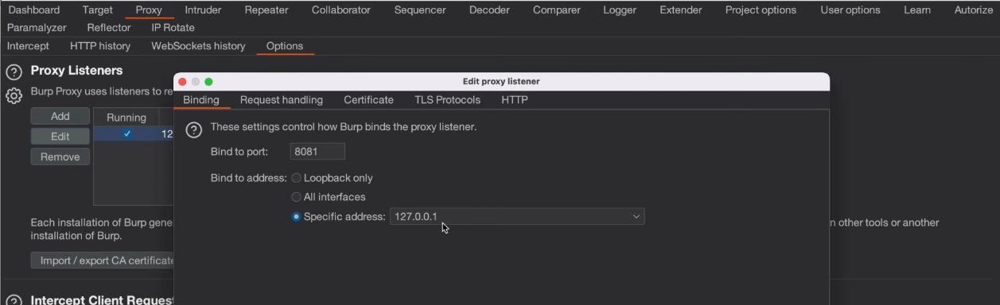 Dashboard Target Proxy Intruder Repeater Collaborator Sequencer Decoder Comparer Logger Extender Project options User options Learn Autorize
Paramalyzer Reflector IP Rotate
Intercept HTTP history WebSockets history Options
Proxy Listeners
Burp Proxy uses listeners to re
Add
Edit
Remove
Running
12
Each installation of Burp gene
n other tools or another
installation of Burp.
Import / export CA certificate
Intercept Client Request
Edit proxy listener
Binding Request handling Certificate TLS Protocols HTTP
These settings control how Burp binds the proxy listener.
Bind to port: 8081
Bind to address: Loopback only
All interfaces
Specific address: 127.0.0.1